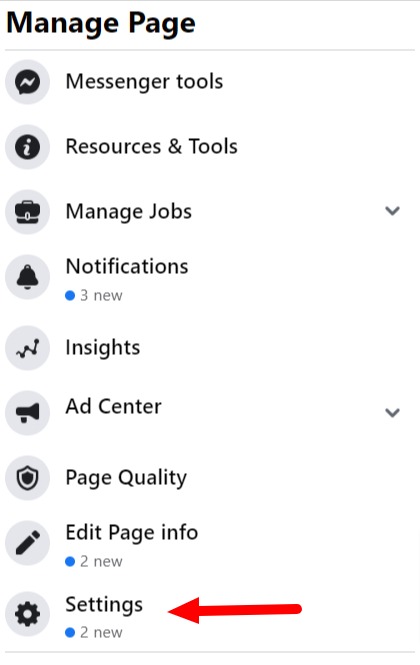 Manage Page
Messenger tools
Resources & Tools
Manage Jobs
Notifications
3 new
Insights
Ad Center
Page Quality
Edit Page info
2 new
Settings
2 new